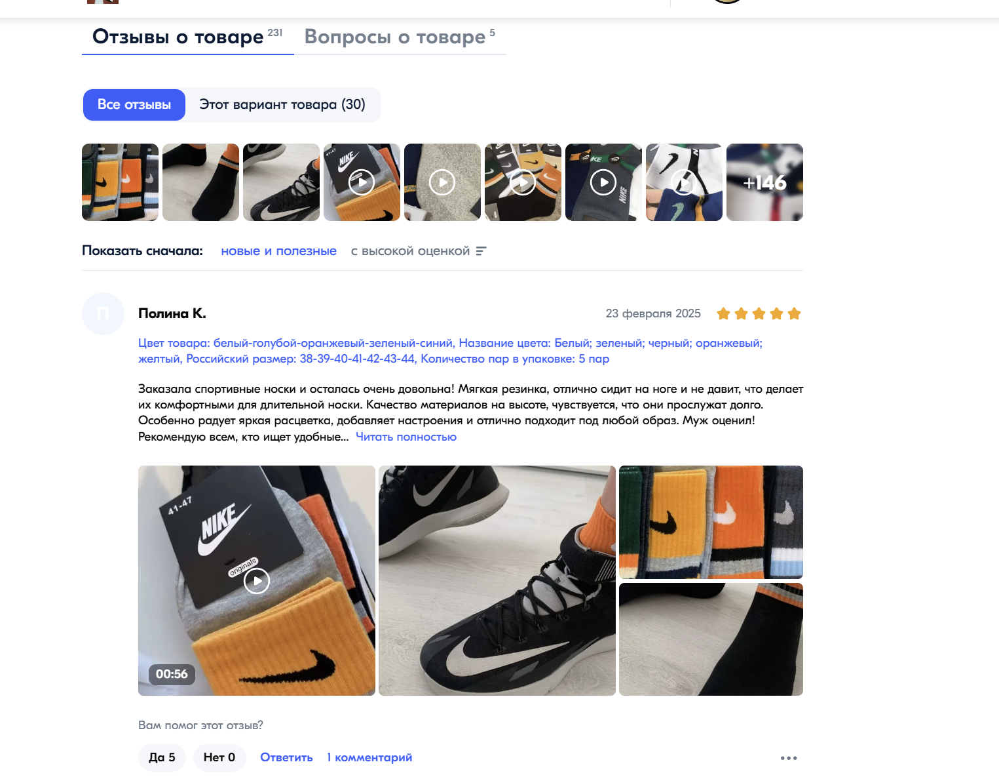 Отзывы о товаре 231 Вопросы о товаре 5
Все отзывы Этот вариант товара (30)
41-47
NIKE
NIKE
NIKE
+146
Показать сначала: новые и полезные с высокой оценкой
П
Полина К. 23 февраля 2025
Цвет товара: белый-голубой-оранжевый-зеленый-синий, Название цвета: Белый; зеленый; черный; оранжевый;
желтый, Российский размер: 38-39-40-41-42-43-44, Количество пар в упаковке: 5 пар
Заказала спортивные носки и осталась очень довольна! Мягкая резинка, отлично сидит на ноге и не давит, что делает
их комфортными для длительной носки. Качество материалов на высоте, чувствуется, что они прослужат долго.
Особенно радует яркая расцветка, добавляет настроения и отлично подходит под любой образ. Муж оценил!
Рекомендую всем, кто ищет удобные... Читать полностью
41-47
NIKE
originals
00:56
Вам помог этот отзыв?
Да 5 Нет 0 Ответить 1 комментарий